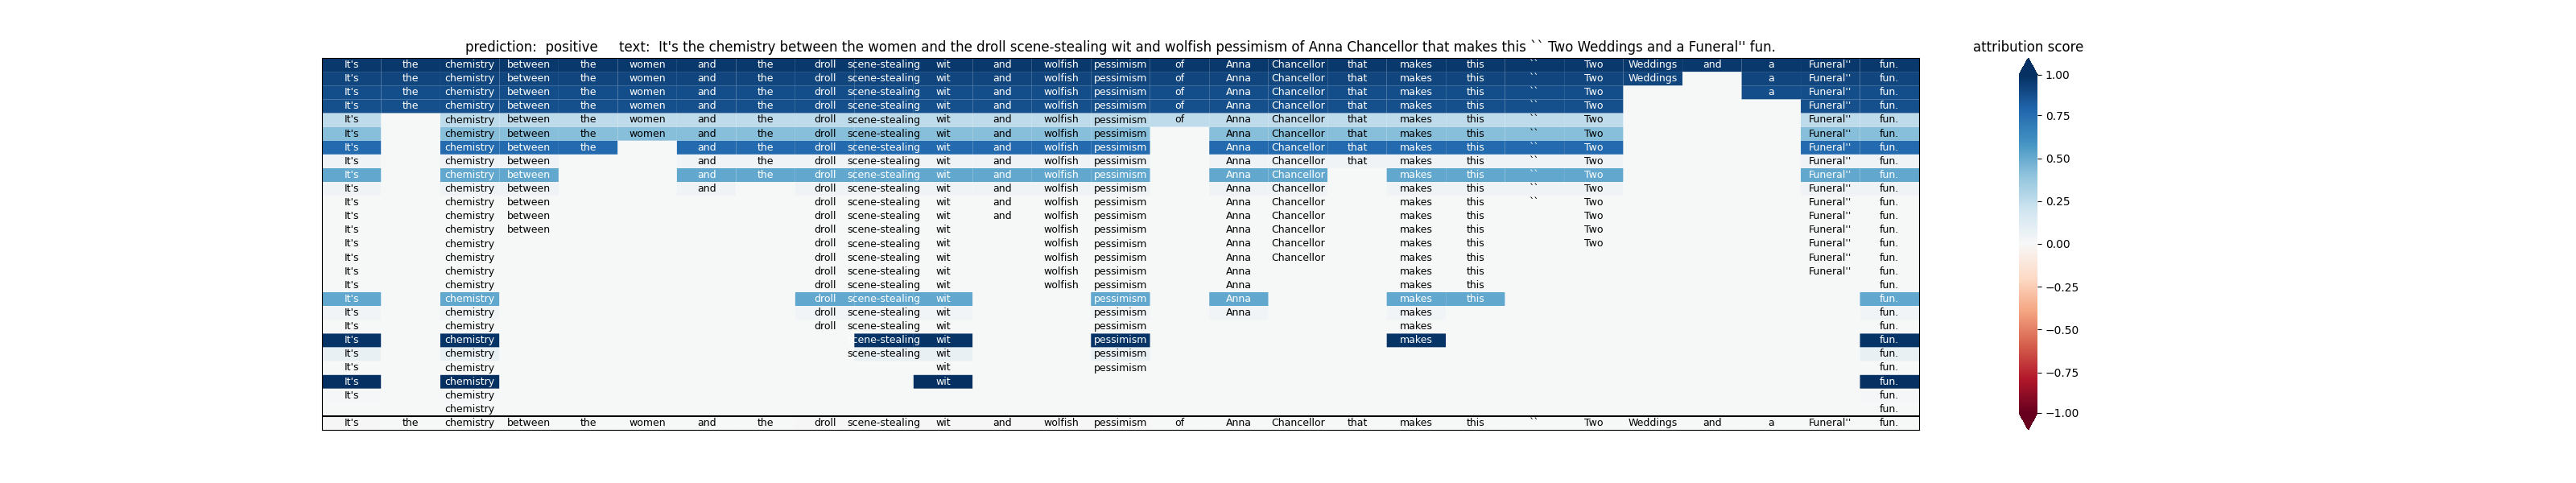 prediction:  positive     text:  It's the chemistry between the women and the droll scene-stealing wit and wolfish pessimism of Anna Chancellor that makes this `` Two Weddings and a Funeral'' fun.
attribution score
It's the chemistry between the women and the droll scene-stealing wit and wolfish pessimism of Anna Chancellor that makes this `` Two Weddings and a Funeral'' fun.
It's the chemistry between the women and the droll scene-stealing wit and wolfish pessimism of Anna Chancellor that makes this `` Two Weddings a Funeral'' fun.
It's the chemistry between the women and the droll scene-stealing wit and wolfish pessimism of Anna Chancellor that makes this `` Two a Funeral'' fun.
It's the chemistry between the women and the droll scene-stealing wit and wolfish pessimism of Anna Chancellor that makes this `` Two Funeral'' fun.
It's chemistry between the women and the droll scene-stealing wit and wolfish pessimism of Anna Chancellor that makes this `` Two Funeral'' fun.
It's chemistry between the women and the droll scene-stealing wit and wolfish pessimism Anna Chancellor that makes this `` Two Funeral'' fun.
It's chemistry between the and the droll scene-stealing wit and wolfish pessimism Anna Chancellor that makes this `` Two Funeral'' fun.
It's chemistry between and the droll scene-stealing wit and wolfish pessimism Anna Chancellor that makes this `` Two Funeral'' fun.
It's chemistry between and the droll scene-stealing wit and wolfish pessimism Anna Chancellor makes this `` Two Funeral'' fun.
It's chemistry between and droll scene-stealing wit and wolfish pessimism Anna Chancellor makes this `` Two Funeral'' fun.
It's chemistry between droll scene-stealing wit and wolfish pessimism Anna Chancellor makes this `` Two Funeral'' fun.
It's chemistry between droll scene-stealing wit and wolfish pessimism Anna Chancellor makes this Two Funeral'' fun.
It's chemistry between droll scene-stealing wit wolfish pessimism Anna Chancellor makes this Two Funeral'' fun.
It's chemistry droll scene-stealing wit wolfish pessimism Anna Chancellor makes this Two Funeral'' fun.
It's chemistry droll scene-stealing wit wolfish pessimism Anna Chancellor makes this Funeral'' fun.
It's chemistry droll scene-stealing wit wolfish pessimism Anna makes this Funeral'' fun.
It's chemistry droll scene-stealing wit wolfish pessimism Anna makes this fun.
It's chemistry droll scene-stealing wit pessimism Anna makes this fun.
It's chemistry droll scene-stealing wit pessimism Anna makes fun.
It's chemistry droll scene-stealing wit pessimism makes fun.
It's chemistry cene-stealing wit pessimism makes fun.
It's chemistry scene-stealing wit pessimism fun.
It's chemistry wit pessimism fun.
It's chemistry wit fun.
It's chemistry fun.
chemistry fun.
It's the chemistry between the women and the droll scene-stealing wit and wolfish pessimism of Anna Chancellor that makes this `` Two Weddings and a Funeral'' fun.
1.00
0.75
0.50
0.25
0.00
−0.25
−0.50
−0.75
−1.00